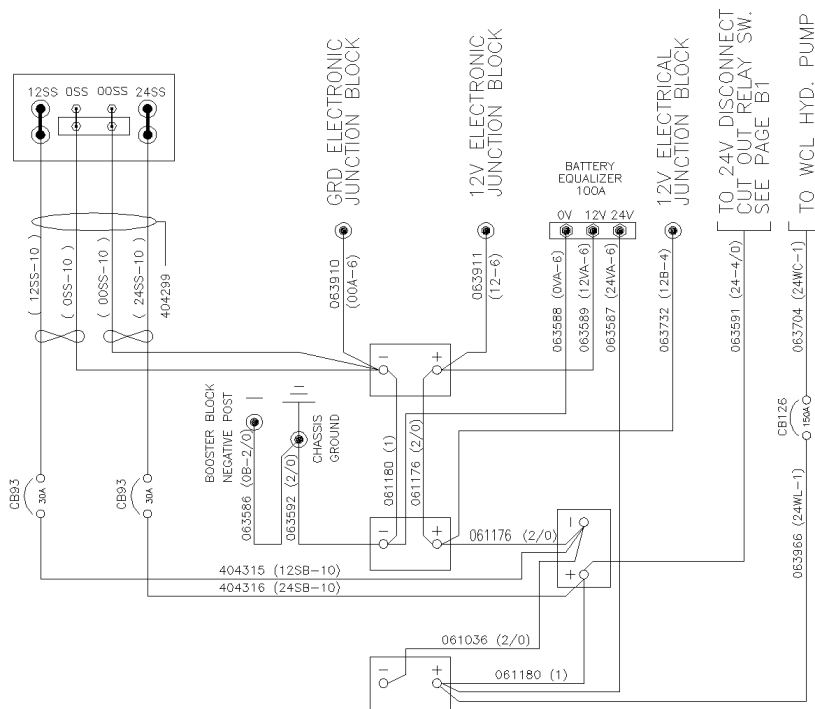 12SS 0SS 00SS 24SS
( 12SS-10 )
( 0SS-10 )
( 00SS-10 )
( 24SS-10 )
404299
GRD ELECTRONIC
JUNCTION BLOCK
063910
(00A-6)
12V ELECTRONIC
JUNCTION BLOCK
063911
(12-6)
BATTERY
EQUALIZER
100A
0V 12V 24V
063588 (0VA-6)
063589 (12VA-6)
063587 (24VA-6)
12V ELECTRICAL
JUNCTION BLOCK
063732 (12B-4)
TO 24V DISCONNECT
CUT OUT RELAY SW.
SEE PAGE B1
063591 (24-4/0)
TO WCL HYD. PUMP
063704 (24WC-1)
CB126
150A
063966 (24WL-1)
- +
BOOSTER BLOCK
NEGATIVE POST
063586 (0B-2/0)
CHASSIS
GROUND
063592 (2/0)
061180 (1)
061176 (2/0)
CB93
30A
CB93
30A
- +
061176 (2/0)
-
+
404315 (12SB-10)
404316 (24SB-10)
061036 (2/0)
061180 (1)
- +